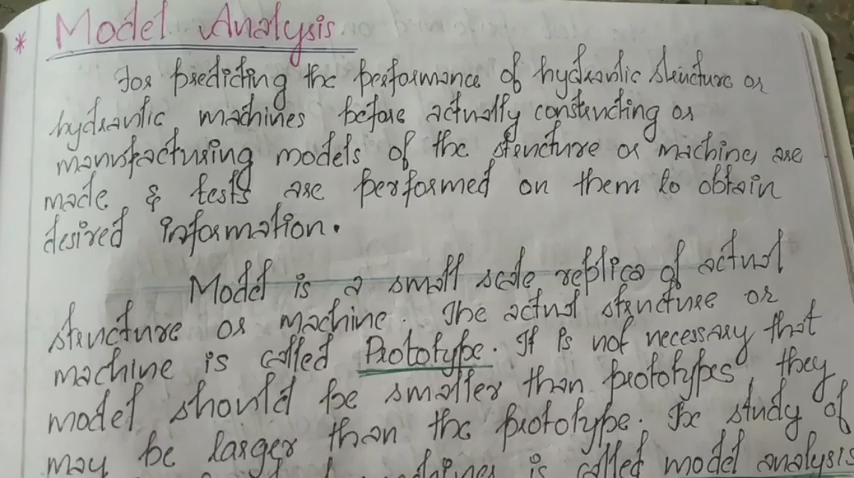 * Model Analysis
For predicting the performance of hydraulic structure or
hydraulic machines before actually constructing or
manufacturing models of the structure or machine, are
made & tests are performed on them to obtain
desired information.
Model is a small scale replica of actual
structure or machine. The actual structure or
machine is called Prototype. It is not necessary that
model should be smaller than prototypes they
may be larger than the prototype. The study of
is called model analysis